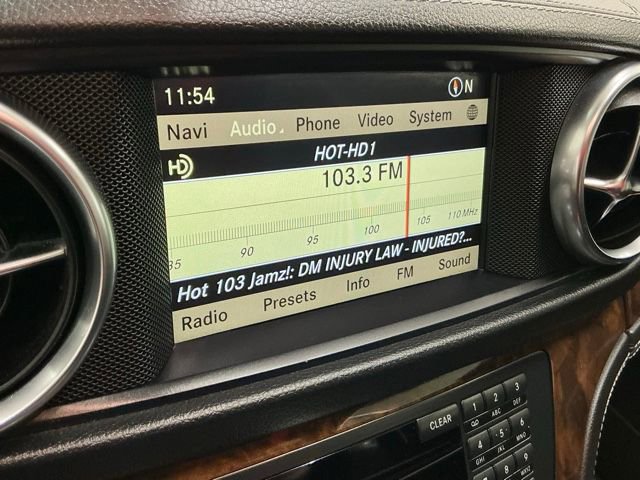 11:54 N
Navi Audio Phone Video System
HD HOT-HD1
103.3 FM
85 90 95 100 105 110 MHz
Hot 103 Jamz!: DM INJURY LAW - INJURED?...
Radio Presets Info FM Sound
CLEAR 1 2 ABC 3 DEF
4 GHI 5 JKL 6 MNO
8 9